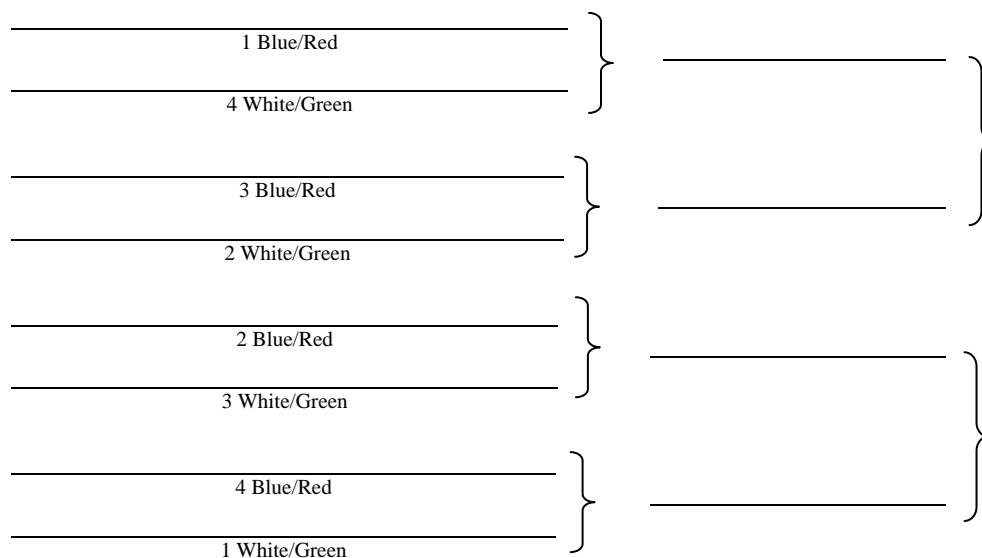 1 Blue/Red
4 White/Green
3 Blue/Red
2 White/Green
2 Blue/Red
3 White/Green
4 Blue/Red
1 White/Green